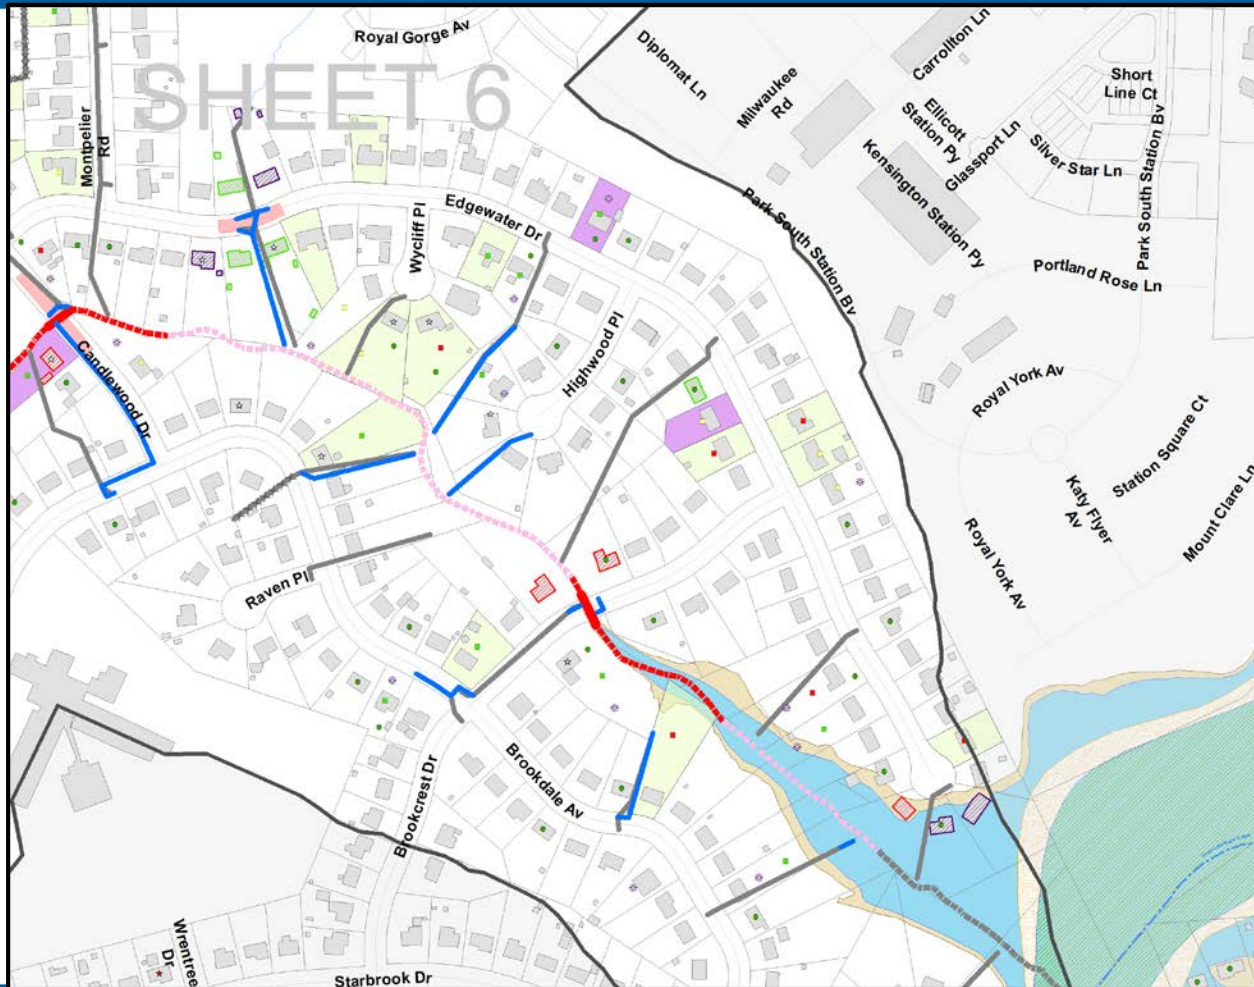 Royal Gorge Av
SHEET 6
Diplomat Ln
Milwaukee
Rd
Carrollton Ln
Short
Line Ct
Ellicott
Station Py
Glassport Ln
Silver Star Ln
Kensington Station Py
Park South Station Bv
Montpelier
Rd
Wycliff Pl
Edgewater Dr
Park South Station Bv
Portland Rose Ln
Highwood Pl
Candlewood Dr
Royal York Av
Station Square Ct
Katy Flyer
Av
Mount Clare Ln
Royal York Av
Raven Pl
Brookcrest Dr
Brookdale Av
Wrentree
Dr
Starbrook Dr